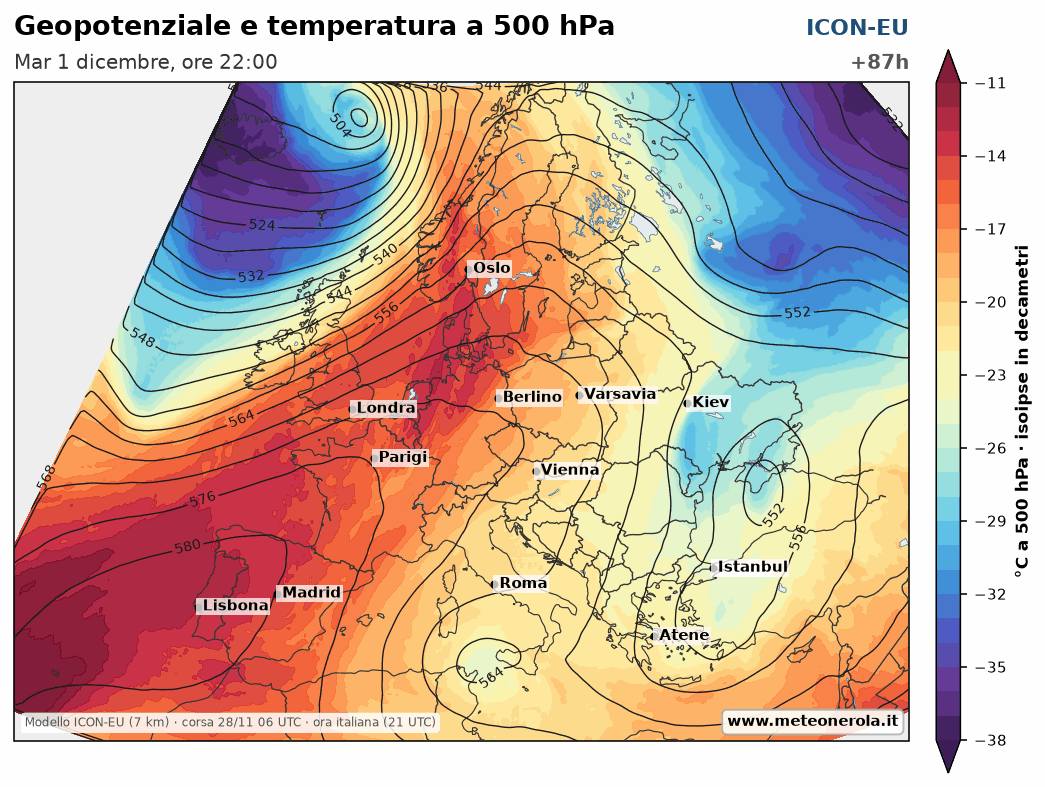 Geopotenziale e temperatura a 500 hPa
ICON-EU
Mar 1 dicembre, ore 22:00
+87h
544
504
532
524
532
540
544
556
548
552
564
568
576
580
552
556
564
Oslo
Londra
Berlino
Varsavia
Kiev
Parigi
Vienna
Roma
Istanbul
Madrid
Lisbona
Atene
−11
−14
−17
−20
−23
−26
−29
−32
−35
−38
°C a 500 hPa · isoipse in decametri
Modello ICON-EU (7 km) · corsa 28/11 06 UTC · ora italiana (21 UTC)
www.meteonerola.it